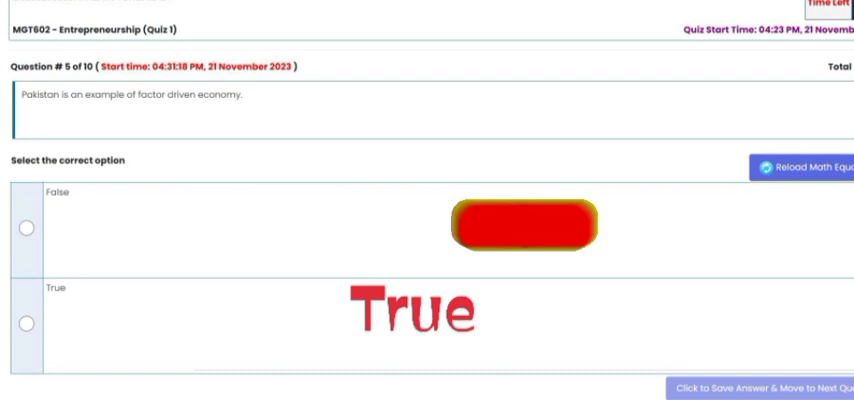 Time Left
MGT602 - Entrepreneurship (Quiz 1)
Quiz Start Time: 04:23 PM, 21 Novemb
Question # 5 of 10 ( Start time: 04:31:18 PM, 21 November 2023 )
Total
Pakistan is an example of factor driven economy.
Select the correct option
Reload Math Equa
False
True
True
Click to Save Answer & Move to Next Que